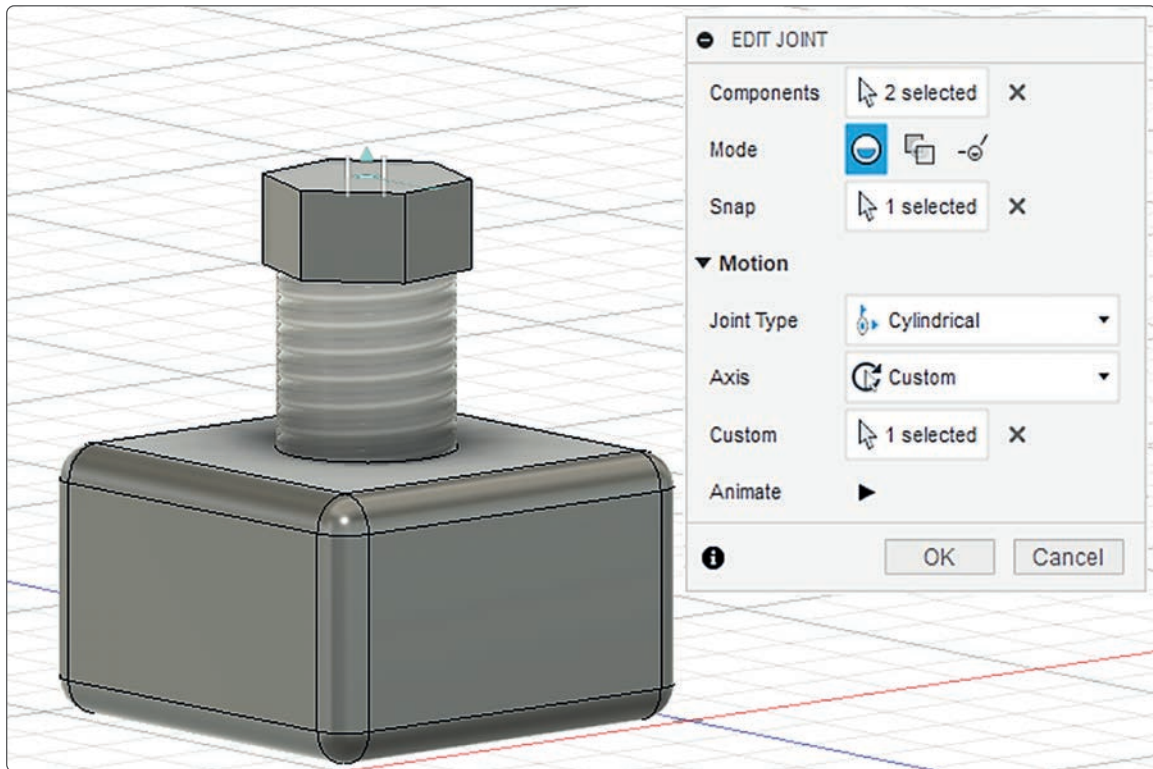 EDIT JOINT
Components 2 selected
Mode
Snap 1 selected
Motion
Joint Type Cylindrical
Axis Custom
Custom 1 selected
Animate
OK Cancel